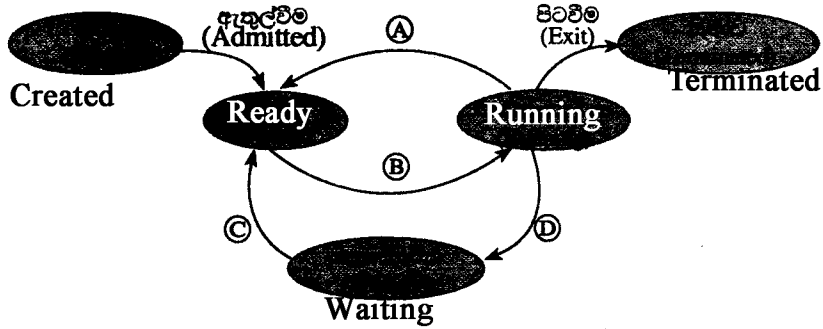 ඇතුල්වීම
(Admitted)
පිටවීම
(Exit)
Created
Terminated
A
Ready
Running
B
C
D
Waiting